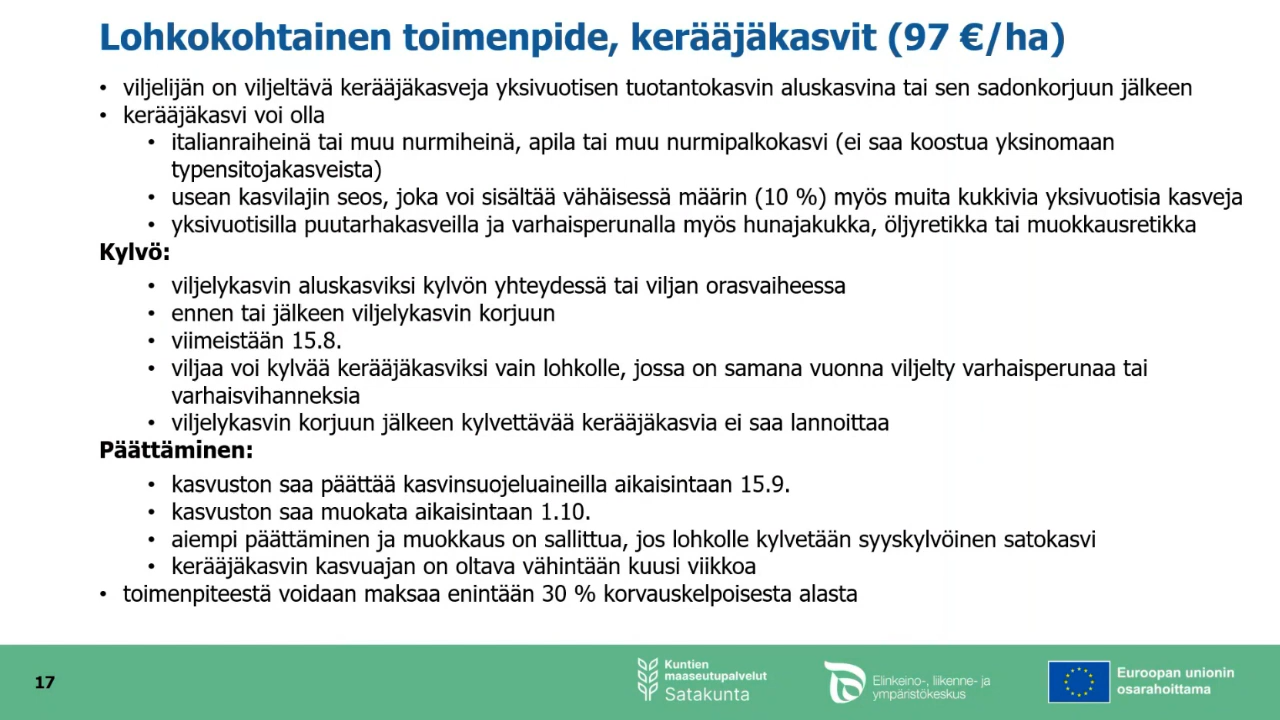 Lohkokohtainen toimenpide, kerääjäkasvit (97 €/ha)
• viljelijän on viljeltävä kerääjäkasveja yksivuotisen tuotantokasvin aluskasvina tai sen sadonkorjuun jälkeen
• kerääjäkasvi voi olla
• italianraiheinä tai muu nurmiheinä, apila tai muu nurmipalkokasvi (ei saa koostua yksinomaan
typensitojakasveista)
• usean kasvilajin seos, joka voi sisältää vähäisessä määrin (10 %) myös muita kukkivia yksivuotisia kasveja
• yksivuotisilla puutarhakasveilla ja varhaisperunalla myös hunajakukka, öljyretikka tai muokkausretikka
Kylvö:
• viljelykasvin aluskasviksi kylvön yhteydessä tai viljan orasvaiheessa
• ennen tai jälkeen viljelykasvin korjuun
• viimeistään 15.8.
• viljaa voi kylvää kerääjäkasviksi vain lohkolle, jossa on samana vuonna viljelty varhaisperunaa tai
varhaisvihanneksia
• viljelykasvin korjuun jälkeen kylvettävää kerääjäkasvia ei saa lannoittaa
Päättäminen:
• kasvuston saa päättää kasvinsuojeluaineilla aikaisintaan 15.9.
• kasvuston saa muokata aikaisintaan 1.10.
• aiempi päättäminen ja muokkaus on sallittua, jos lohkolle kylvetään syyskylvöinen satokasvi
• kerääjäkasvin kasvuajan on oltava vähintään kuusi viikkoa
• toimenpiteestä voidaan maksaa enintään 30 % korvauskelpoisesta alasta
17
Kuntien
maaseutupalvelut
Satakunta
Elinkeino-, liikenne- ja
ympäristökeskus
Euroopan unionin
osarahoittama